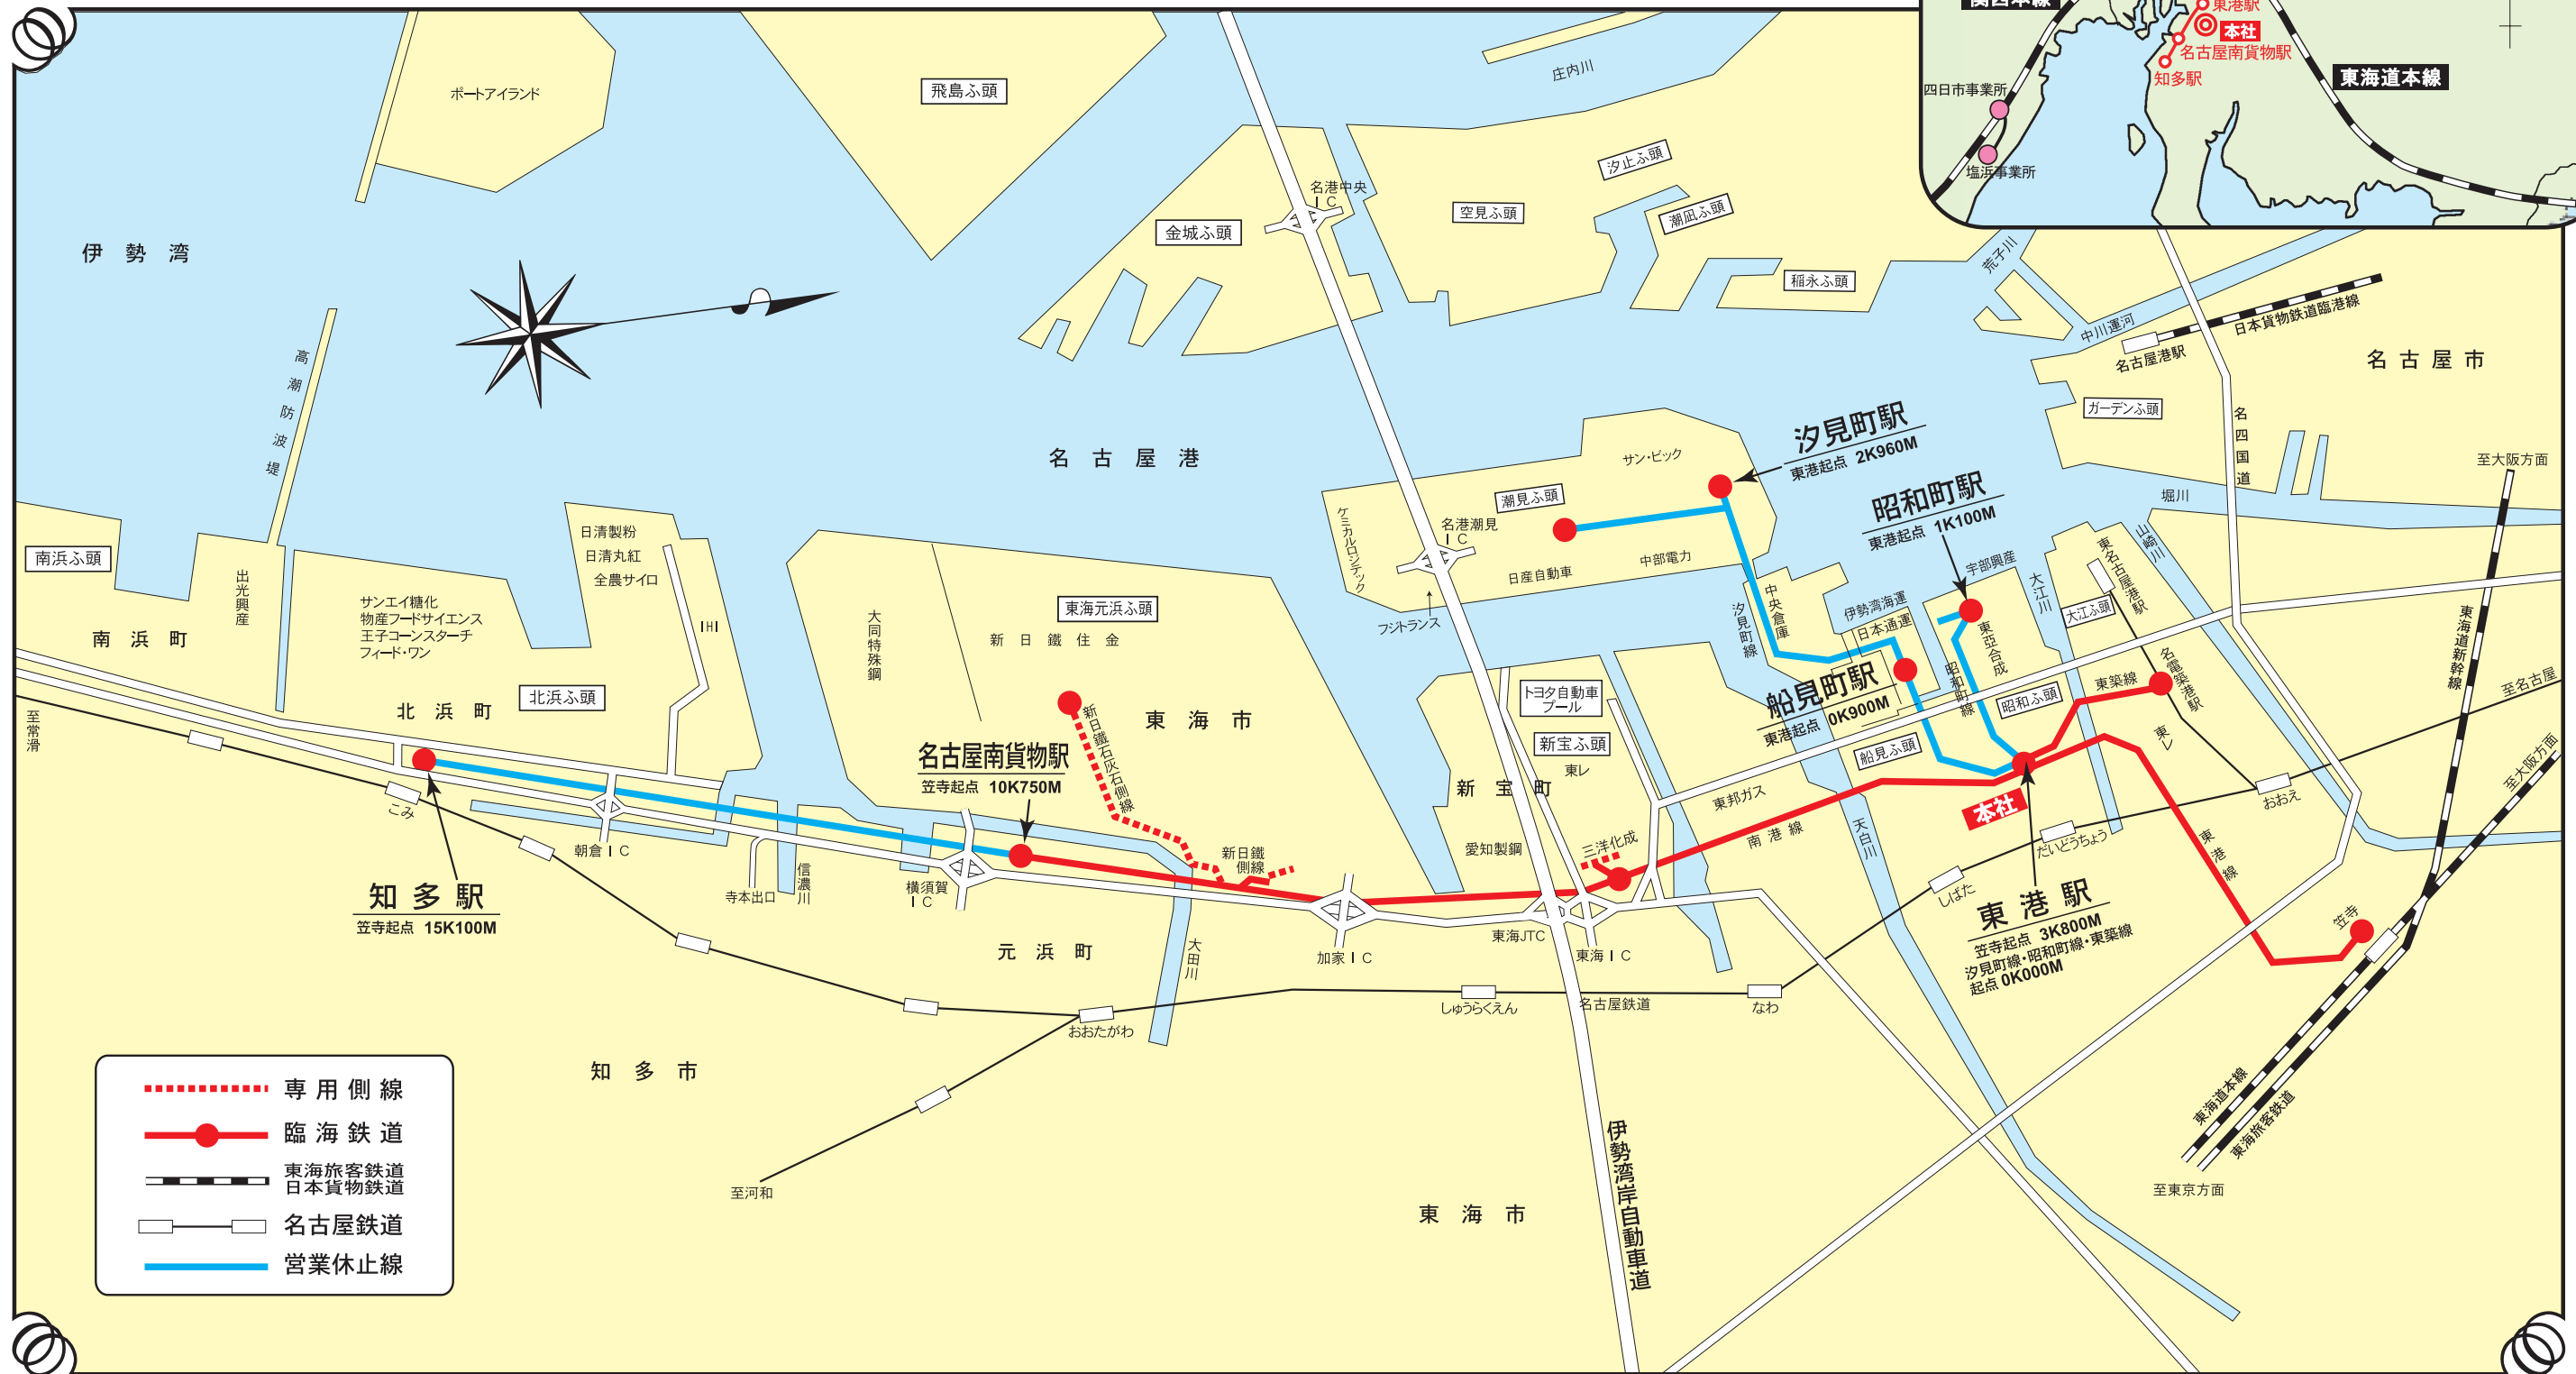 関西本線
東港駅
本社
名古屋南貨物駅
知多駅
四日市事業所
塩浜事業所
東海道本線
ポートアイランド
飛島ふ頭
庄内川
汐止ふ頭
名港中央
IC
金城ふ頭
空見ふ頭
潮凪ふ頭
稲永ふ頭
荒子川
中川運河
日本貨物鉄道臨港線
名古屋港駅
名古屋市
ガーデンふ頭
名四国道
伊勢湾
高潮防波堤
名古屋港
汐見町駅
東港起点 2K960M
サン・ビック
潮見ふ頭
ケミカルロジテック
名港潮見
IC
日産自動車
中部電力
フジトランス
昭和町駅
東港起点 1K100M
宇部興産
堀川
山崎川
至大阪方面
東名古屋港駅
大江川
大江ふ頭
中央倉庫
汐見町線
伊勢湾海運
日本通運
東亞合成
昭和町線
船見町駅
東港起点 0K900M
船見ふ頭
昭和ふ頭
東築線
名電築港駅
東レ
東海道新幹線
至名古屋
至大阪方面
南浜ふ頭
南浜町
出光興産
サンエイ糖化
物産フードサイエンス
王子コーンスターチ
フィード・ワン
日清製粉
日清丸紅
全農サイロ
IHI
北浜町
北浜ふ頭
至常滑
大同特殊鋼
東海元浜ふ頭
新日鐵住金
東海市
新日鐵石灰石側線
名古屋南貨物駅
笠寺起点 10K750M
トヨタ自動車
プール
新宝ふ頭
東レ
新宝町
東邦ガス
南港線
三洋化成
愛知製鋼
天白川
本社
おおえ
だいどうちょう
しばた
東港線
笠寺
東港駅
笠寺起点 3K800M
汐見町線・昭和町線・東築線
起点 0K000M
こみ
知多駅
笠寺起点 15K100M
朝倉IC
寺本出口
信濃川
横須賀
IC
新日鐵
側線
元浜町
大田川
加家IC
東海JTC
東海IC
しゅうらくえん
名古屋鉄道
なわ
おおたがわ
知多市
至河和
東海市
伊勢湾岸自動車道
東海道本線
東海旅客鉄道
至東京方面
専用側線
臨海鉄道
東海旅客鉄道
日本貨物鉄道
名古屋鉄道
営業休止線